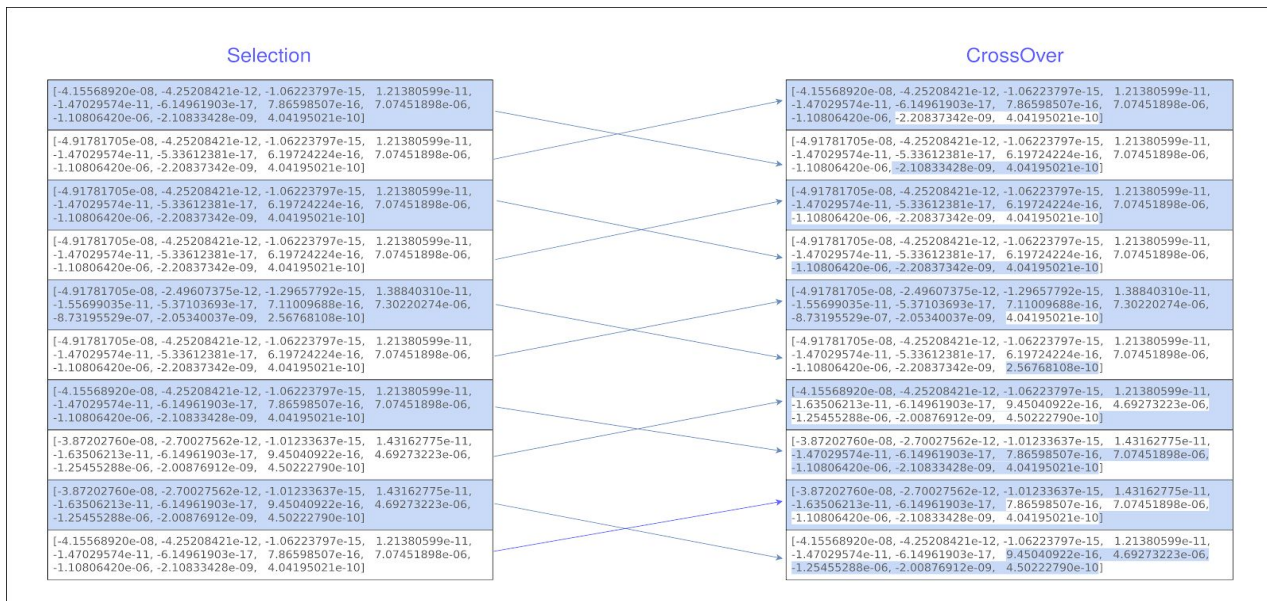 Selection
[-4.15568920e-08, -4.25208421e-12, -1.06223797e-15, 1.21380599e-11,
-1.47029574e-11, -6.14961903e-17, 7.86598507e-16, 7.07451898e-06,
-1.10806420e-06, -2.10833428e-09, 4.04195021e-10]
[-4.91781705e-08, -4.25208421e-12, -1.06223797e-15, 1.21380599e-11,
-1.47029574e-11, -5.33612381e-17, 6.19724224e-16, 7.07451898e-06,
-1.10806420e-06, -2.20837342e-09, 4.04195021e-10]
[-4.91781705e-08, -4.25208421e-12, -1.06223797e-15, 1.21380599e-11,
-1.47029574e-11, -5.33612381e-17, 6.19724224e-16, 7.07451898e-06,
-1.10806420e-06, -2.20837342e-09, 4.04195021e-10]
[-4.91781705e-08, -4.25208421e-12, -1.06223797e-15, 1.21380599e-11,
-1.47029574e-11, -5.33612381e-17, 6.19724224e-16, 7.07451898e-06,
-1.10806420e-06, -2.20837342e-09, 4.04195021e-10]
[-4.91781705e-08, -2.49607375e-12, -1.29657792e-15, 1.38840310e-11,
-1.55699035e-11, -5.37103693e-17, 7.11009688e-16, 7.30220274e-06,
-8.73195529e-07, -2.05340037e-09, 2.56768108e-10]
[-4.91781705e-08, -4.25208421e-12, -1.06223797e-15, 1.21380599e-11,
-1.47029574e-11, -5.33612381e-17, 6.19724224e-16, 7.07451898e-06,
-1.10806420e-06, -2.20837342e-09, 4.04195021e-10]
[-4.15568920e-08, -4.25208421e-12, -1.06223797e-15, 1.21380599e-11,
-1.47029574e-11, -6.14961903e-17, 7.86598507e-16, 7.07451898e-06,
-1.10806420e-06, -2.10833428e-09, 4.04195021e-10]
[-3.87202760e-08, -2.70027562e-12, -1.01233637e-15, 1.43162775e-11,
-1.63506213e-11, -6.14961903e-17, 9.45040922e-16, 4.69273223e-06,
-1.25455288e-06, -2.00876912e-09, 4.50222790e-10]
[-3.87202760e-08, -2.70027562e-12, -1.01233637e-15, 1.43162775e-11,
-1.63506213e-11, -6.14961903e-17, 9.45040922e-16, 4.69273223e-06,
-1.25455288e-06, -2.00876912e-09, 4.50222790e-10]
[-4.15568920e-08, -4.25208421e-12, -1.06223797e-15, 1.21380599e-11,
-1.47029574e-11, -6.14961903e-17, 7.86598507e-16, 7.07451898e-06,
-1.10806420e-06, -2.10833428e-09, 4.04195021e-10]
CrossOver
[-4.15568920e-08, -4.25208421e-12, -1.06223797e-15, 1.21380599e-11,
-1.47029574e-11, -6.14961903e-17, 7.86598507e-16, 7.07451898e-06,
-1.10806420e-06, -2.20837342e-09, 4.04195021e-10]
[-4.91781705e-08, -4.25208421e-12, -1.06223797e-15, 1.21380599e-11,
-1.47029574e-11, -5.33612381e-17, 6.19724224e-16, 7.07451898e-06,
-1.10806420e-06, -2.10833428e-09, 4.04195021e-10]
[-4.91781705e-08, -4.25208421e-12, -1.06223797e-15, 1.21380599e-11,
-1.47029574e-11, -5.33612381e-17, 6.19724224e-16, 7.07451898e-06,
-1.10806420e-06, -2.20837342e-09, 4.04195021e-10]
[-4.91781705e-08, -4.25208421e-12, -1.06223797e-15, 1.21380599e-11,
-1.47029574e-11, -5.33612381e-17, 6.19724224e-16, 7.07451898e-06,
-1.10806420e-06, -2.20837342e-09, 4.04195021e-10]
[-4.91781705e-08, -2.49607375e-12, -1.29657792e-15, 1.38840310e-11,
-1.55699035e-11, -5.37103693e-17, 7.11009688e-16, 7.30220274e-06,
-8.73195529e-07, -2.05340037e-09, 4.04195021e-10]
[-4.91781705e-08, -4.25208421e-12, -1.06223797e-15, 1.21380599e-11,
-1.47029574e-11, -5.33612381e-17, 6.19724224e-16, 7.07451898e-06,
-1.10806420e-06, -2.20837342e-09, 2.56768108e-10]
[-4.15568920e-08, -4.25208421e-12, -1.06223797e-15, 1.21380599e-11,
-1.63506213e-11, -6.14961903e-17, 9.45040922e-16, 4.69273223e-06,
-1.25455288e-06, -2.00876912e-09, 4.50222790e-10]
[-3.87202760e-08, -2.70027562e-12, -1.01233637e-15, 1.43162775e-11,
-1.47029574e-11, -6.14961903e-17, 7.86598507e-16, 7.07451898e-06,
-1.10806420e-06, -2.10833428e-09, 4.04195021e-10]
[-3.87202760e-08, -2.70027562e-12, -1.01233637e-15, 1.43162775e-11,
-1.63506213e-11, -6.14961903e-17, 7.86598507e-16, 7.07451898e-06,
-1.10806420e-06, -2.10833428e-09, 4.04195021e-10]
[-4.15568920e-08, -4.25208421e-12, -1.06223797e-15, 1.21380599e-11,
-1.47029574e-11, -6.14961903e-17, 9.45040922e-16, 4.69273223e-06,
-1.25455288e-06, -2.00876912e-09, 4.50222790e-10]